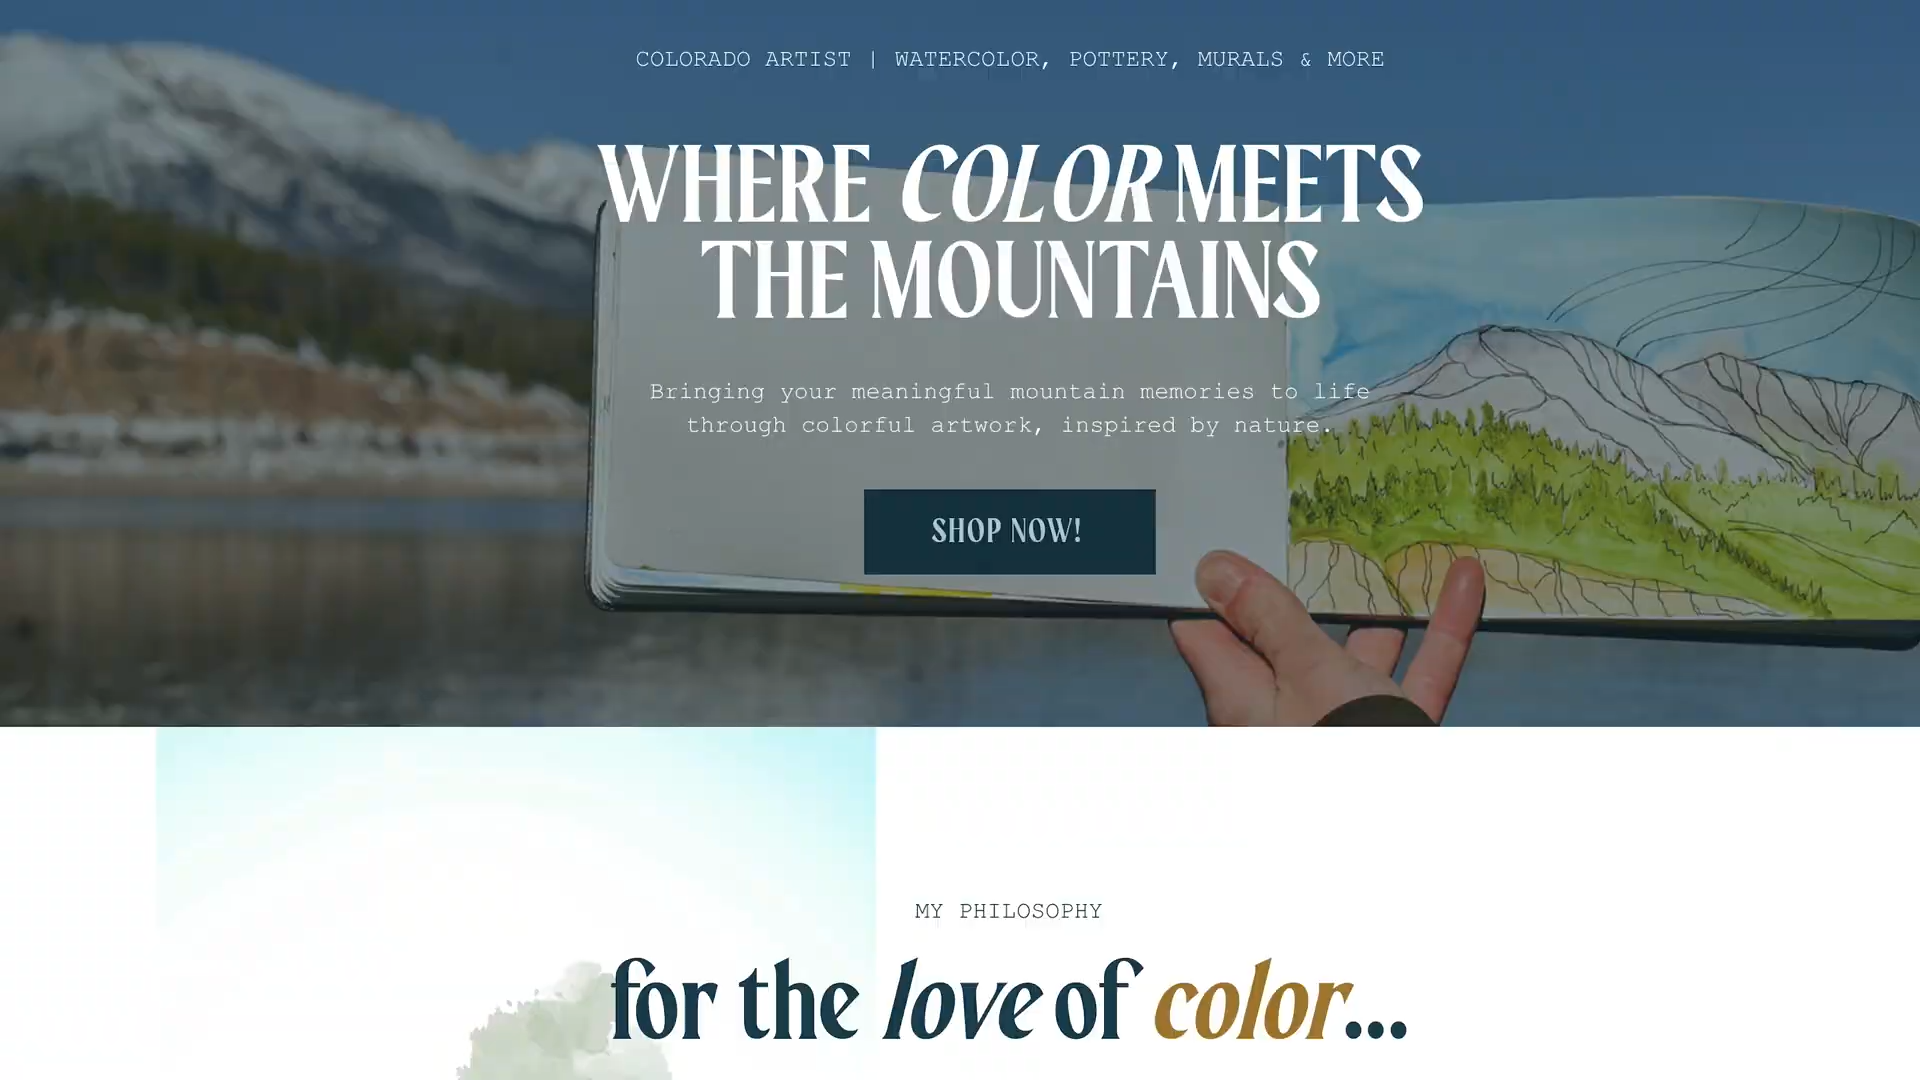 COLORADO ARTIST | WATERCOLOR, POTTERY, MURALS & MORE
WHERE COLOR MEETS
THE MOUNTAINS
Bringing your meaningful mountain memories to life
through colorful artwork, inspired by nature.
SHOP NOW!
MY PHILOSOPHY
for the love of color...